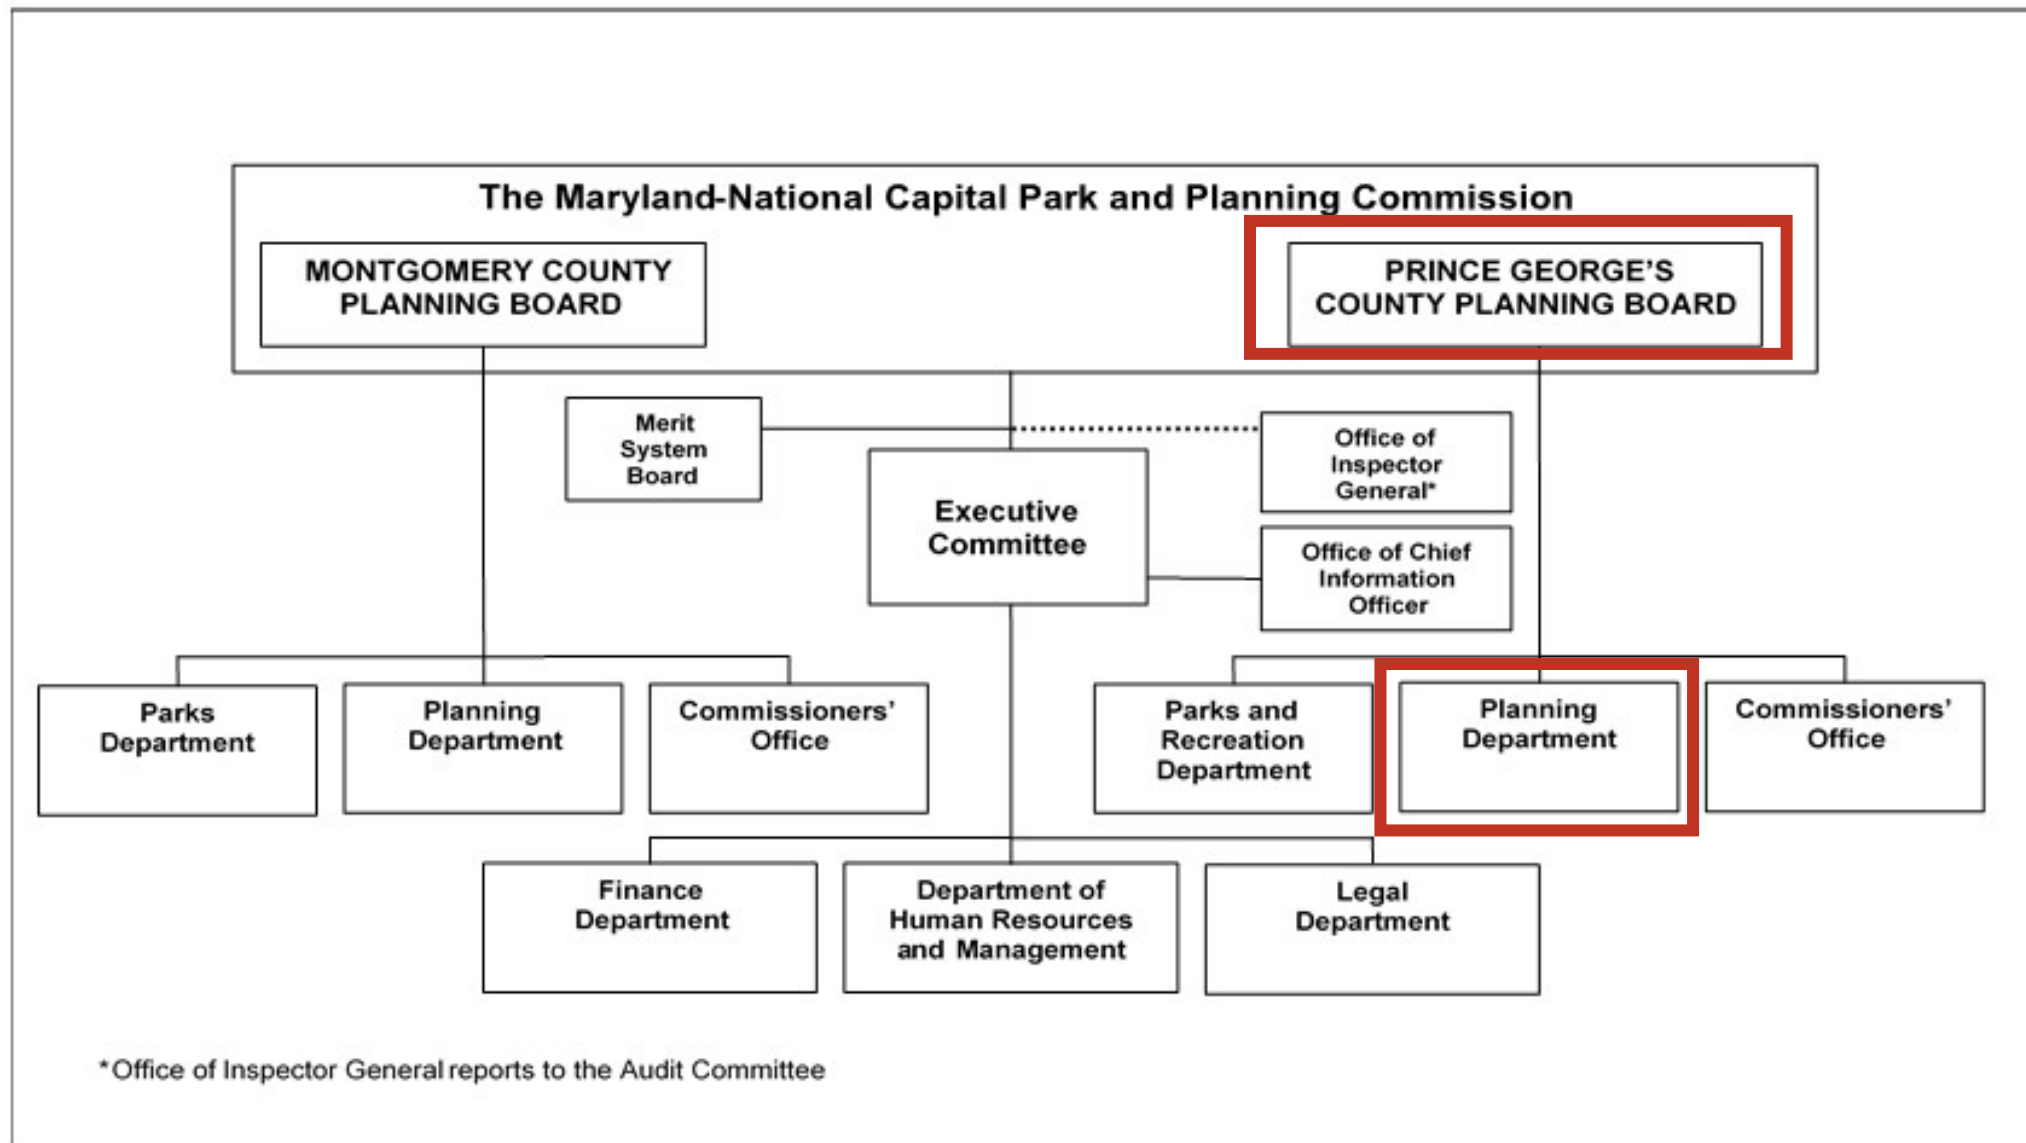 The Maryland-National Capital Park and Planning Commission
MONTGOMERY COUNTY
PLANNING BOARD
PRINCE GEORGE’S
COUNTY PLANNING BOARD
Merit
System
Board
Office of
Inspector
General*
Executive
Committee
Office of Chief
Information
Officer
Parks
Department
Planning
Department
Commissioners’
Office
Parks and
Recreation
Department
Planning
Department
Commissioners’
Office
Finance
Department
Department of
Human Resources
and Management
Legal
Department
*Office of Inspector General reports to the Audit Committee